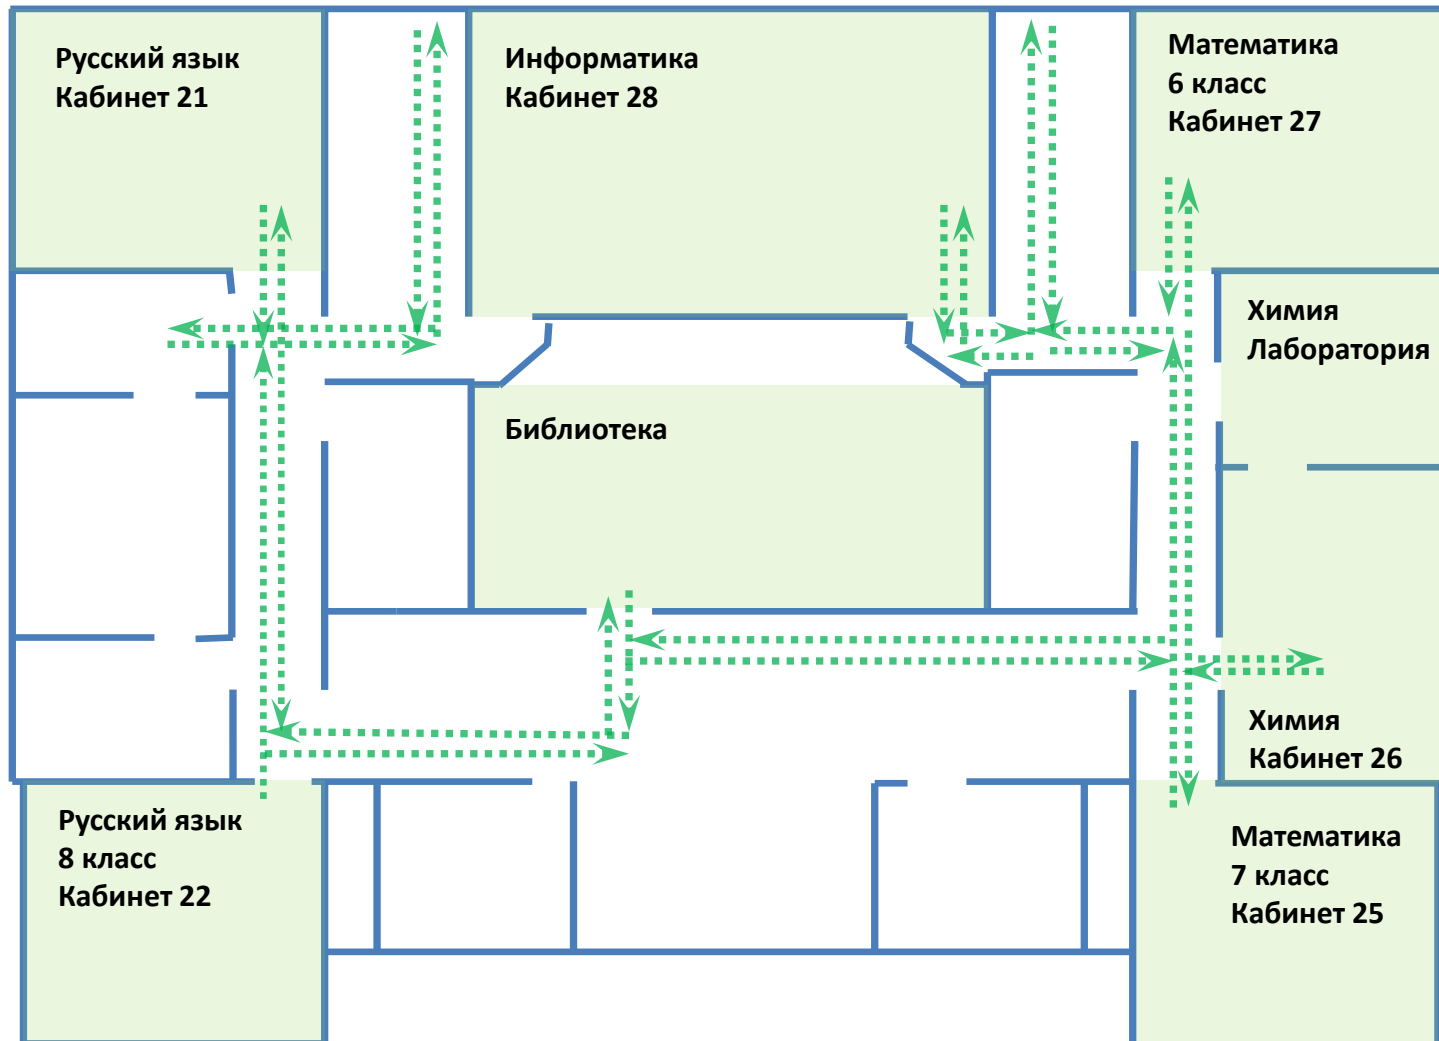 Русский язык
Кабинет 21
Информатика
Кабинет 28
Математика
6 класс
Кабинет 27
Химия
Лаборатория
Библиотека
Химия
Кабинет 26
Русский язык
8 класс
Кабинет 22
Математика
7 класс
Кабинет 25